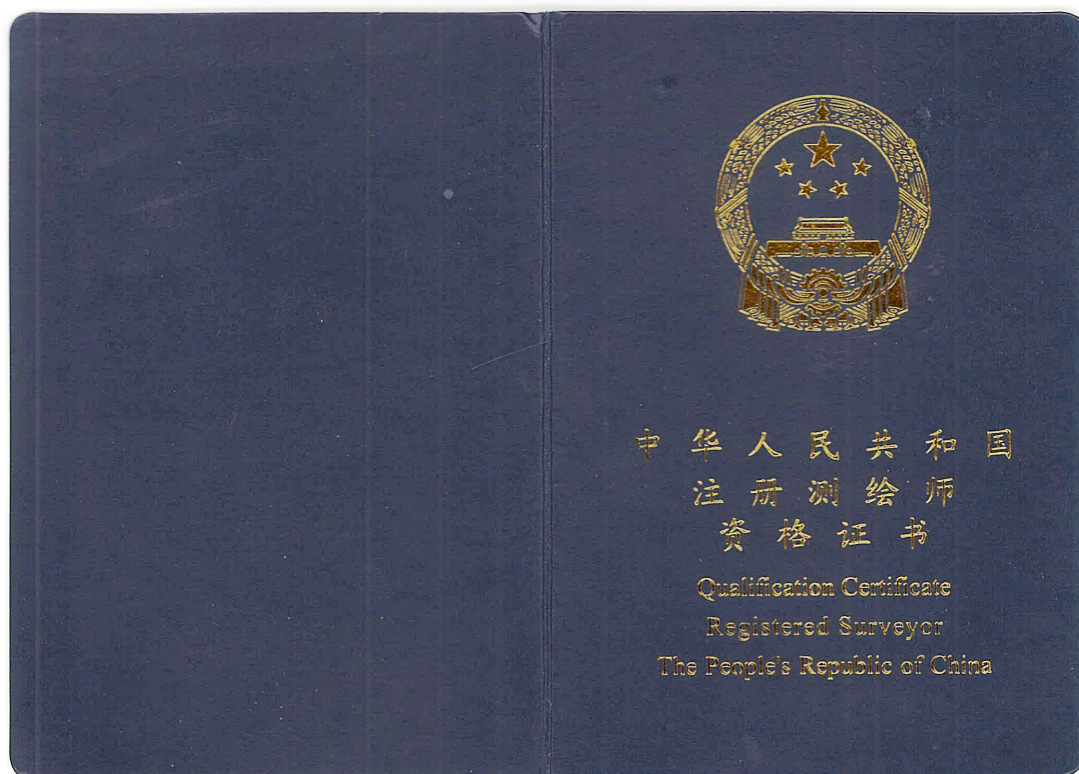 中华人民共和国
注册测绘师
资格证书
Qualification Certificate
Registered Surveyor
The People's Republic of China